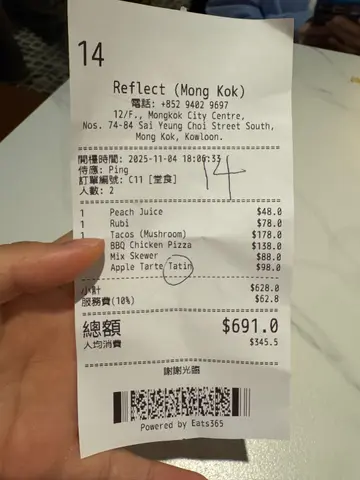 14
Reflect (Mong Kok)
電話: +852 9402 9697
12/F., Mongkok City Centre,
Nos. 74-84 Sai Yeung Choi Street South,
Mong Kok, Kowloon.
開檯時間: 2025-11-04 18:06:33
侍應: Ping
訂單編號: C11 [堂食]
人數: 2
14
1 Peach Juice $48.0
1 Rubi $78.0
1 Tacos (Mushroom) $178.0
BBQ Chicken Pizza $138.0
Mix Skewer $88.0
Apple Tarte Tatin $98.0
小計 $628.0
服務費(10%) $62.8
總額 $691.0
人均消費 $345.5
謝謝光臨
Powered by Eats365